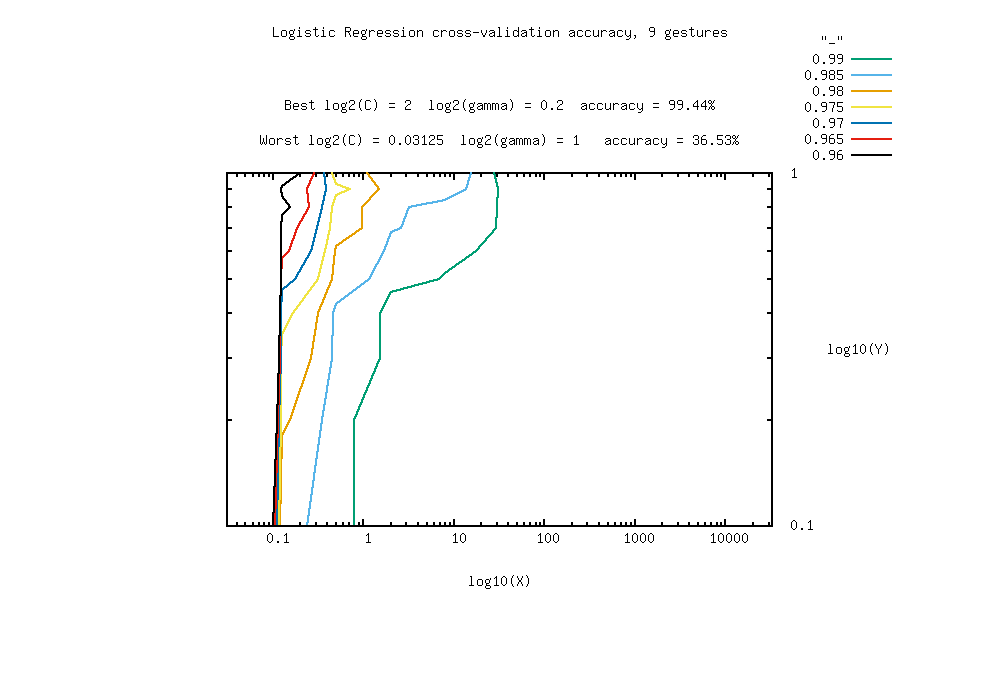 Logistic Regression cross-validation accuracy, 9 gestures
"_"
0.99
0.985
0.98
0.975
0.97
0.965
0.96
Best log2(C) = 2  log2(gamma) = 0.2  accuracy = 99.44%
Worst log2(C) = 0.03125  log2(gamma) = 1   accuracy = 36.53%
1
log10(Y)
0.1
0.1 1 10 100 1000 10000
log10(X)